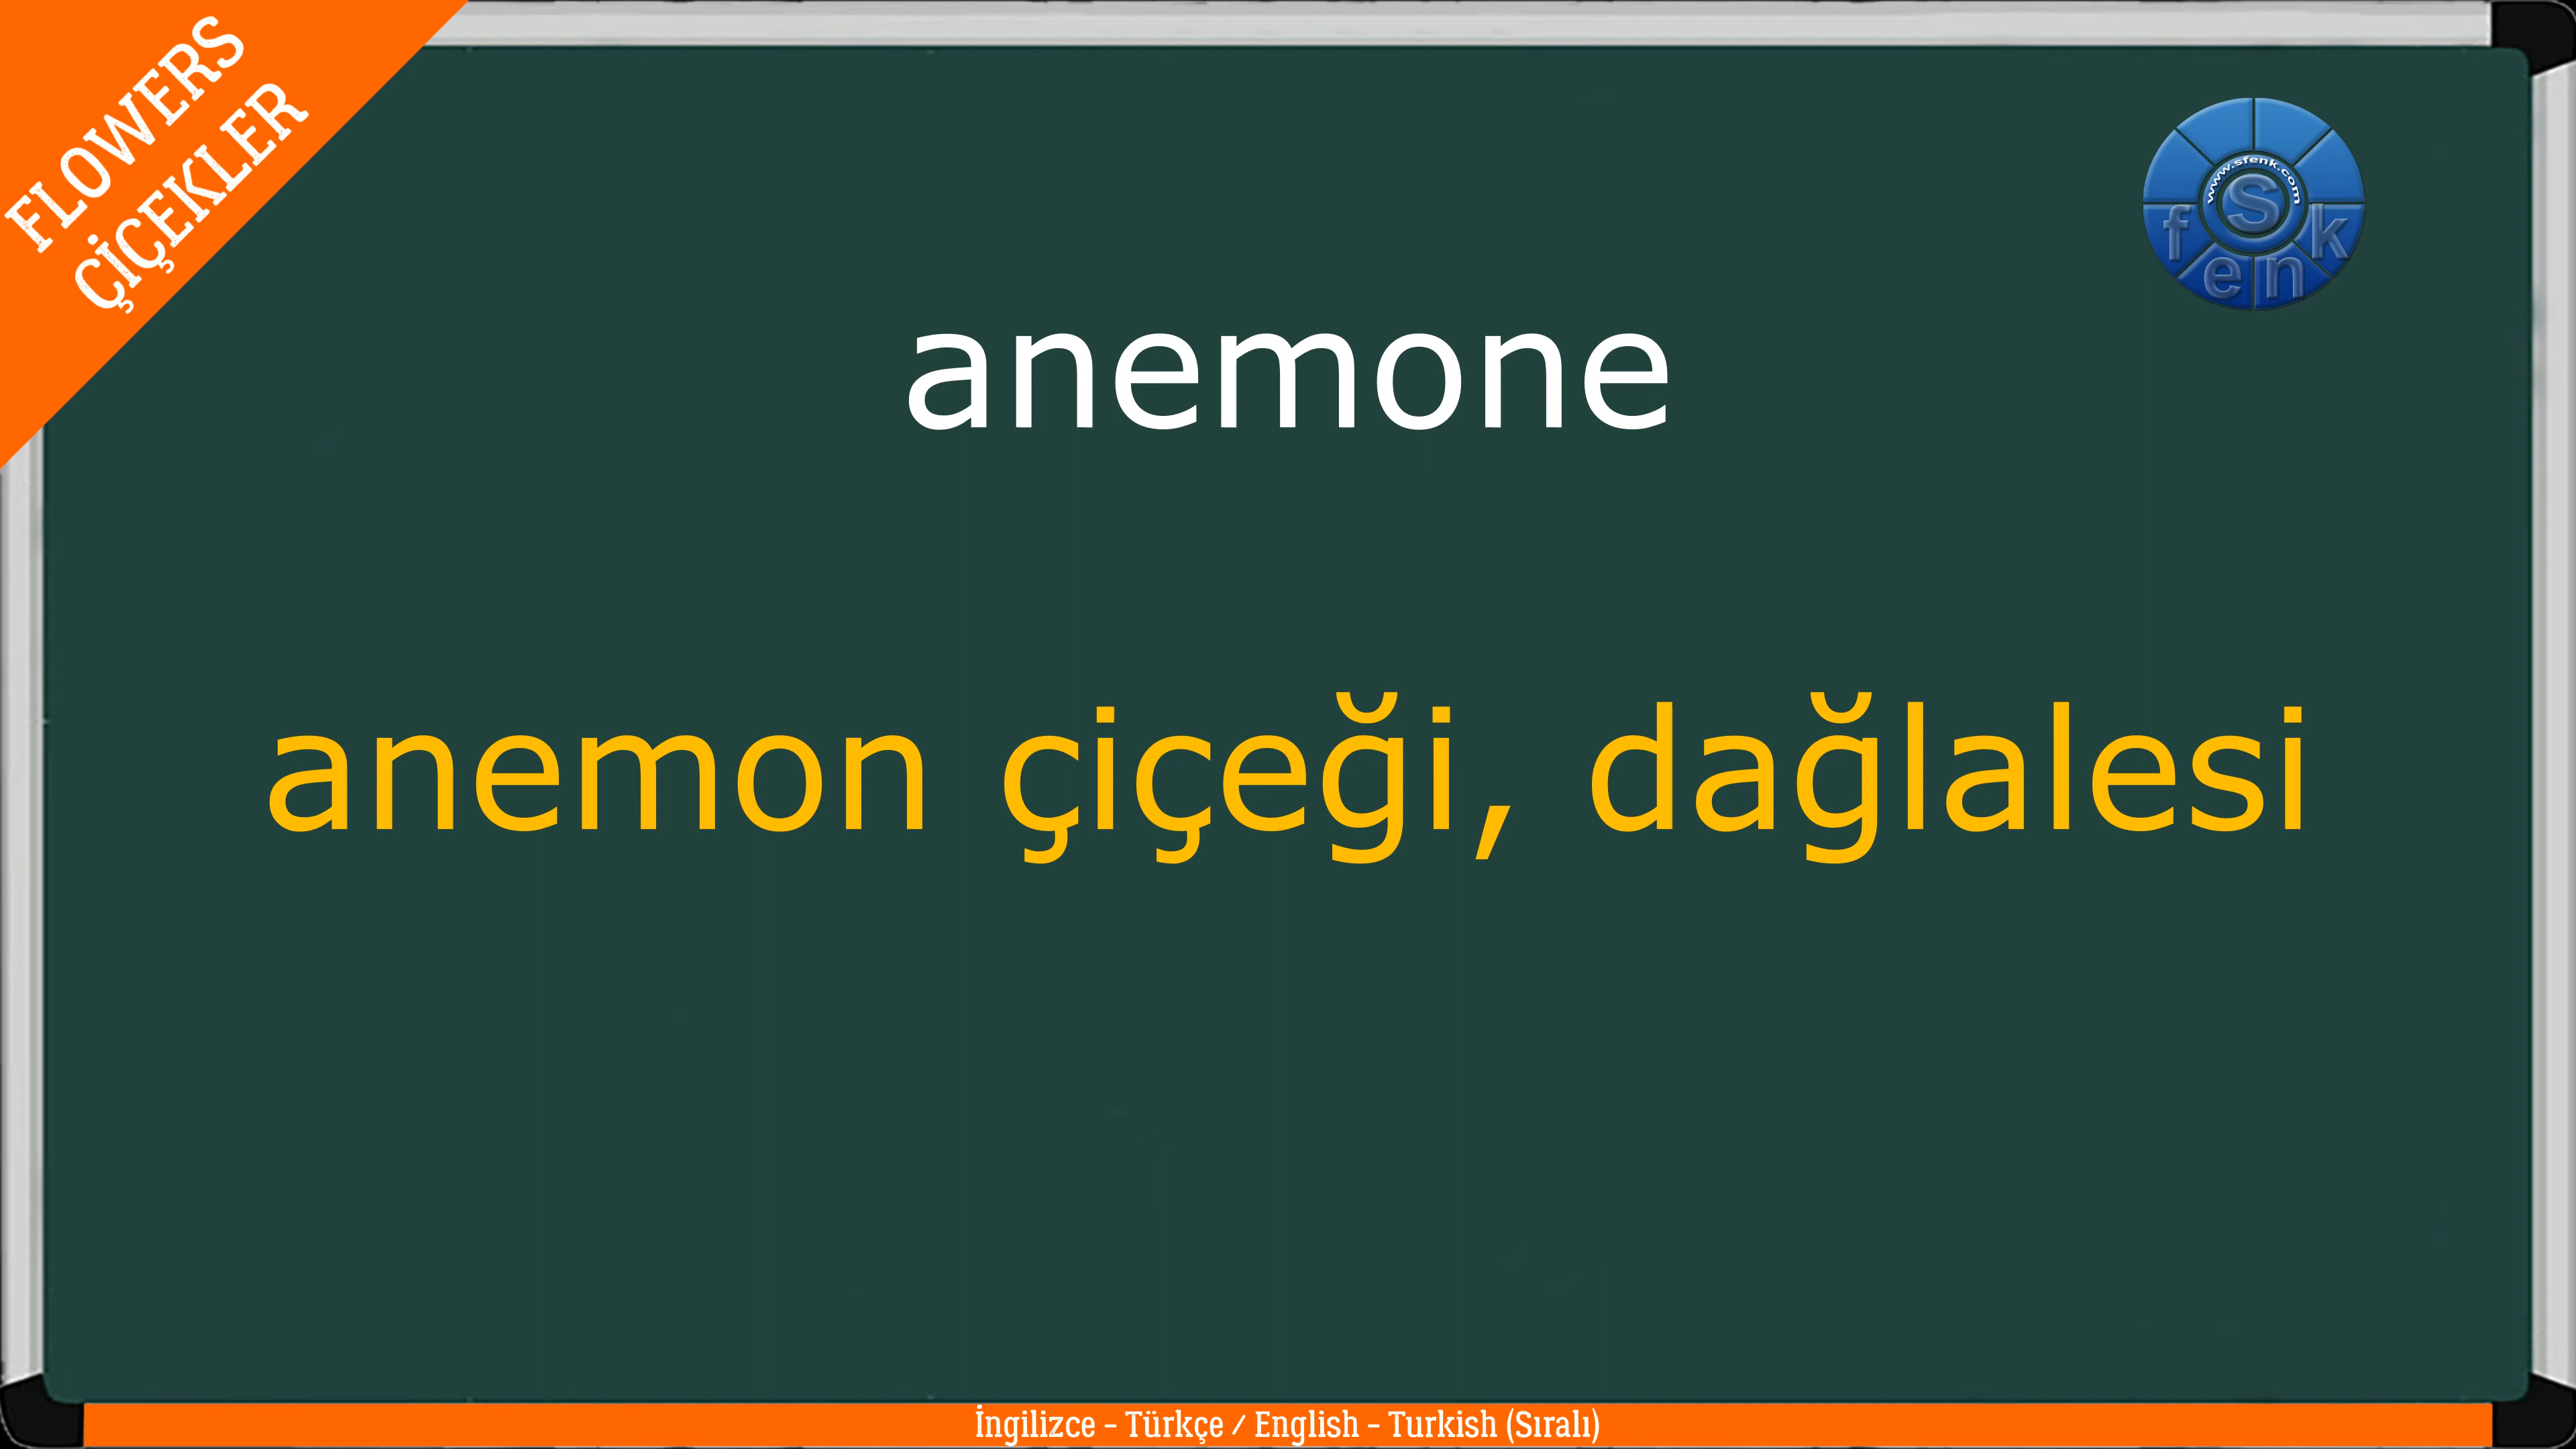 FLOWERS
ÇİÇEKLER
www.sfenk.com
s f e n k
anemone
anemon çiçeği, dağlalesi
İngilizce - Türkçe / English - Turkish (Sıralı)